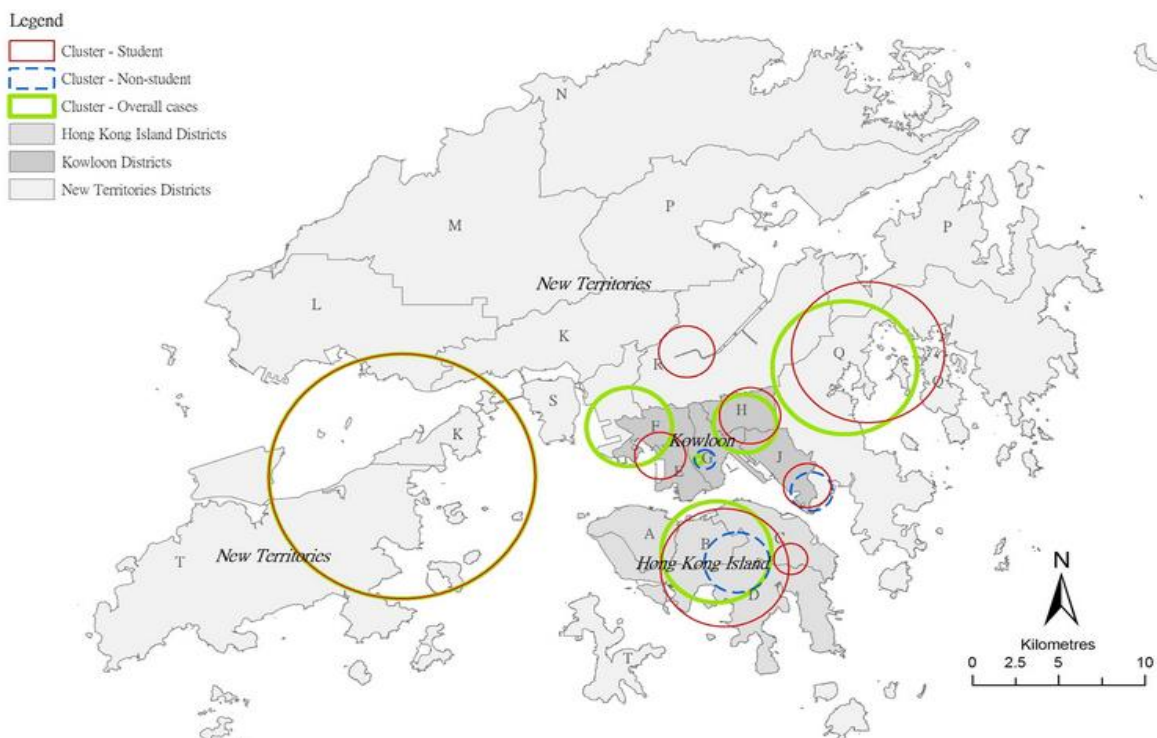 Legend
Cluster - Student
Cluster - Non-student
Cluster - Overall cases
Hong Kong Island Districts
Kowloon Districts
New Territories Districts
N
P
P
M
New Territories
L
K
R
Q
Q
S
K
H
F
Kowloon
G
J
E
A
B
C
Hong Kong Island
D
T
New Territories
T
N
Kilometres
0 2.5 5 10